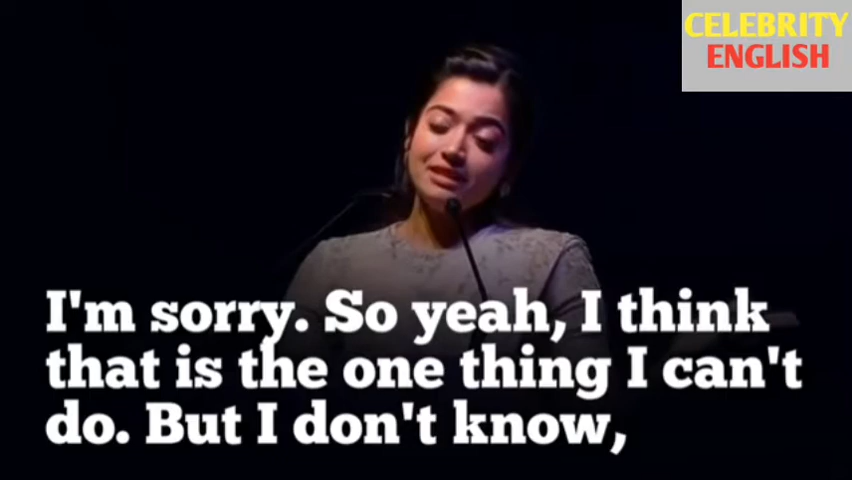 CELEBRITY
ENGLISH
I'm sorry. So yeah, I think
that is the one thing I can't
do. But I don't know,